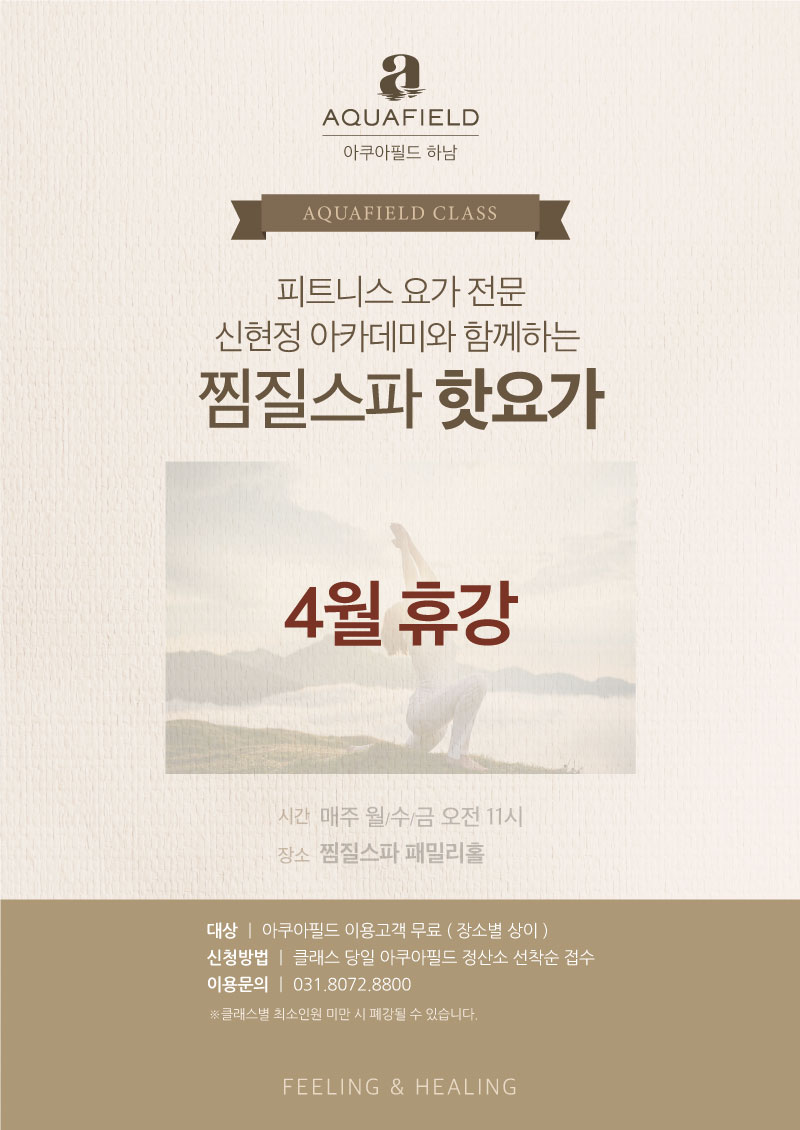 a
AQUAFIELD
아쿠아필드 하남
AQUAFIELD CLASS
피트니스 요가 전문
신현정 아카데미와 함께하는
찜질스파 핫요가
4월 휴강
시간 매주 월/수/금 오전 11시
장소 찜질스파 패밀리홀
대상 | 아쿠아필드 이용고객 무료 ( 장소별 상이 )
신청방법 | 클래스 당일 아쿠아필드 정산소 선착순 접수
이용문의 | 031.8072.8800
※클래스별 최소인원 미만 시 폐강될 수 있습니다.
FEELING & HEALING